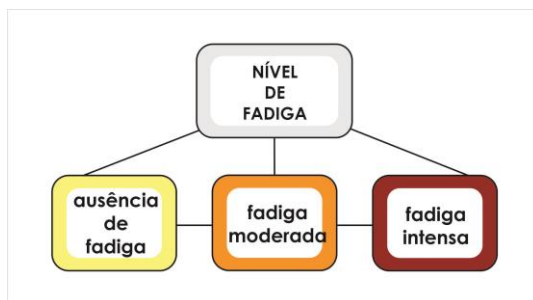 NÍVEL
DE
FADIGA
ausência
de
fadiga
fadiga
moderada
fadiga
intensa